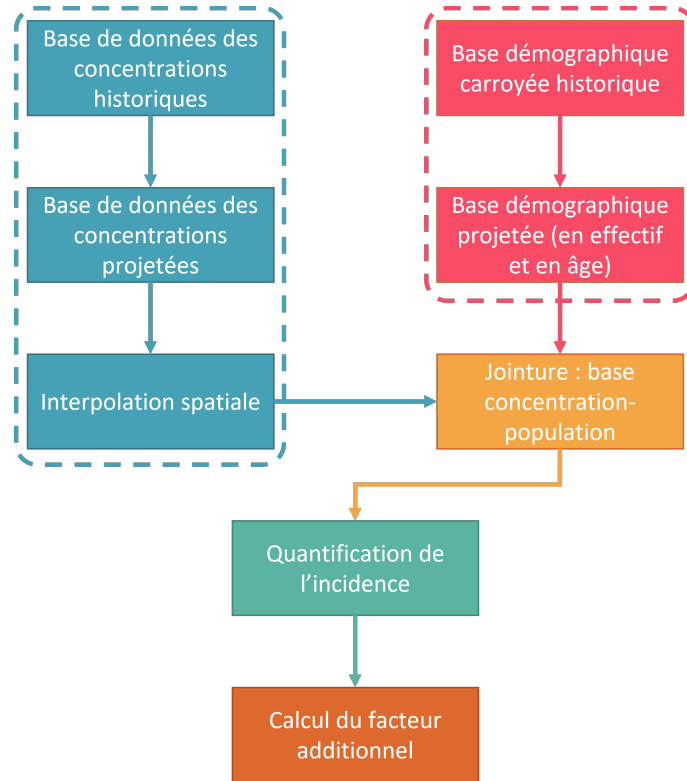 Base de données des
concentrations
historiques
Base démographique
carroyée historique
Base de données des
concentrations
projetées
Base démographique
projetée (en effectif
et en âge)
Interpolation spatiale
Jointure : base
concentration-
population
Quantification de
l’incidence
Calcul du facteur
additionnel